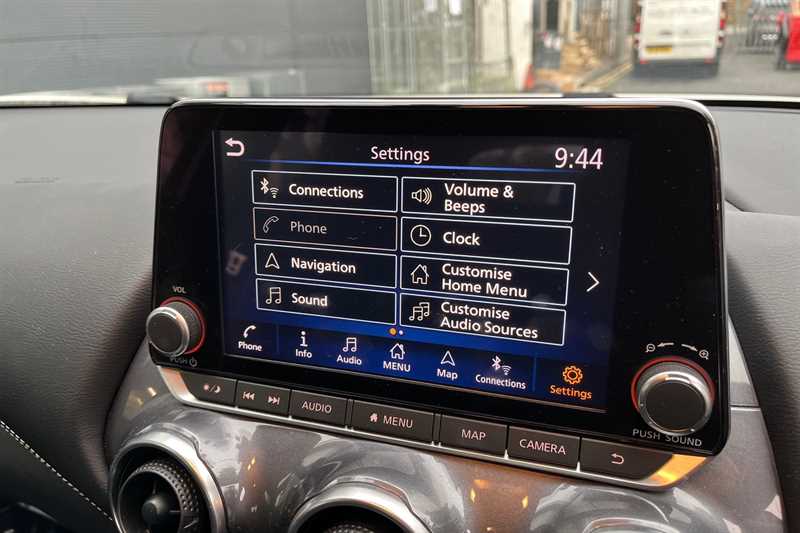 Settings
9:44
Connections
Volume &
Beeps
Phone
Clock
Navigation
Customise
Home Menu
Sound
Customise
Audio Sources
Phone
Info
Audio
MENU
Map
Connections
Settings
VOL
PUSH
AUDIO
MENU
MAP
CAMERA
PUSH SOUND